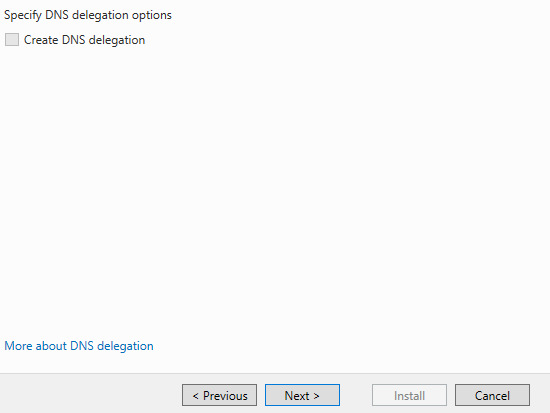 Specify DNS delegation options
Create DNS delegation
More about DNS delegation
< Previous
Next >
Install
Cancel